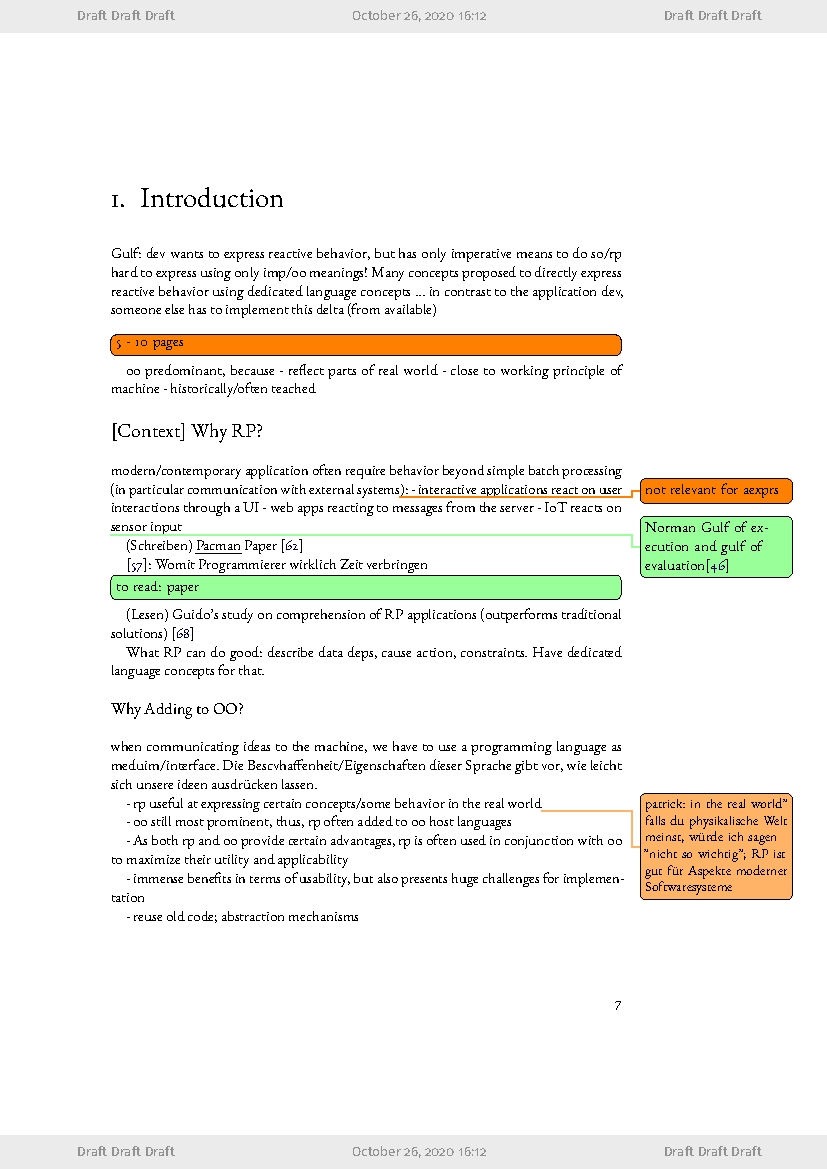 Draft Draft Draft October 26, 2020 16:12 Draft Draft Draft
1. Introduction
Gulf: dev wants to express reactive behavior, but has only imperative means to do so/rp
hard to express using only imp/oo meanings! Many concepts proposed to directly express
reactive behavior using dedicated language concepts ... in contrast to the application dev,
someone else has to implement this delta (from available)
5 - 10 pages
oo predominant, because - reflect parts of real world - close to working principle of
machine - historically/often teached
[Context] Why RP?
modern/contemporary application often require behavior beyond simple batch processing
(in particular communication with external systems): - interactive applications react on user
interactions through a UI - web apps reacting to messages from the server - IoT reacts on
sensor input
not relevant for aexprs
Norman Gulf of ex-
ecution and gulf of
evaluation[46]
(Schreiben) Pacman Paper [62]
[57]: Womit Programmierer wirklich Zeit verbringen
to read: paper
(Lesen) Guido's study on comprehension of RP applications (outperforms traditional
solutions) [68]
What RP can do good: describe data deps, cause action, constraints. Have dedicated
language concepts for that.
Why Adding to OO?
when communicating ideas to the machine, we have to use a programming language as
meduim/interface. Die Bescvhaffenheit/Eigenschaften dieser Sprache gibt vor, wie leicht
sich unsere ideen ausdrücken lassen.
- rp useful at expressing certain concepts/some behavior in the real world
- oo still most prominent, thus, rp often added to oo host languages
- As both rp and oo provide certain advantages, rp is often used in conjunction with oo
to maximize their utility and applicability
- immense benefits in terms of usability, but also presents huge challenges for implemen-
tation
- reuse old code; abstraction mechanisms
patrick: in the real world"
falls du physikalische Welt
meinst, würde ich sagen
"nicht so wichtig"; RP ist
gut für Aspekte moderner
Softwaresysteme
7
Draft Draft Draft October 26, 2020 16:12 Draft Draft Draft